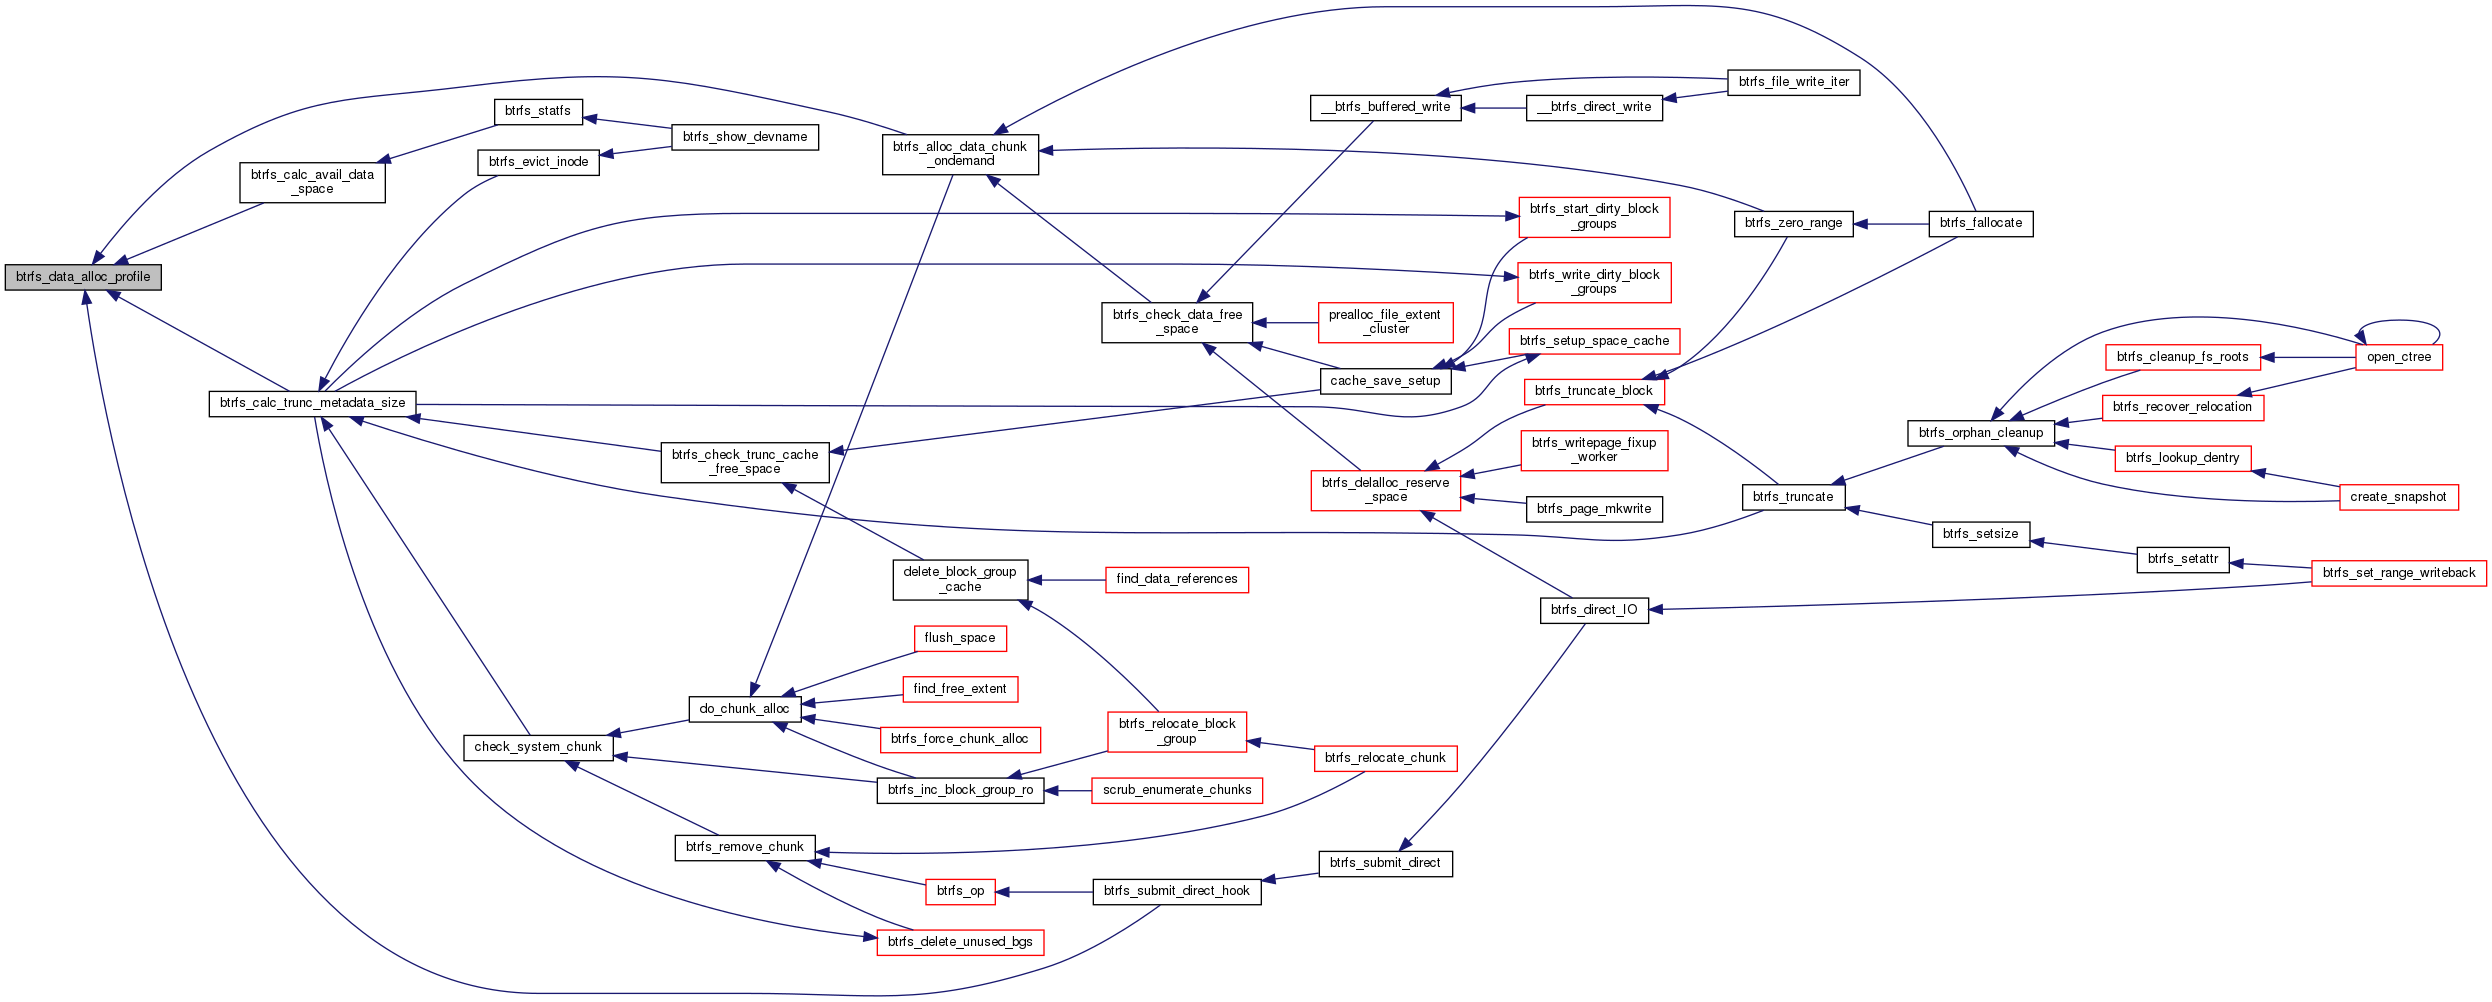 btrfs_data_alloc_profile
btrfs_statfs
btrfs_show_devname
btrfs_evict_inode
btrfs_calc_avail_data
_space
btrfs_calc_trunc_metadata_size
btrfs_alloc_data_chunk
_ondemand
btrfs_check_trunc_cache
_free_space
delete_block_group
_cache
find_data_references
flush_space
find_free_extent
do_chunk_alloc
btrfs_force_chunk_alloc
check_system_chunk
btrfs_inc_block_group_ro
btrfs_relocate_block
_group
scrub_enumerate_chunks
btrfs_relocate_chunk
btrfs_remove_chunk
btrfs_op
btrfs_delete_unused_bgs
btrfs_submit_direct_hook
btrfs_submit_direct
btrfs_check_data_free
_space
__btrfs_buffered_write
__btrfs_direct_write
btrfs_file_write_iter
btrfs_start_dirty_block
_groups
btrfs_write_dirty_block
_groups
prealloc_file_extent
_cluster
btrfs_setup_space_cache
cache_save_setup
btrfs_truncate_block
btrfs_writepage_fixup
_worker
btrfs_delalloc_reserve
_space
btrfs_page_mkwrite
btrfs_direct_IO
btrfs_zero_range
btrfs_fallocate
btrfs_truncate
btrfs_orphan_cleanup
btrfs_setsize
btrfs_setattr
btrfs_cleanup_fs_roots
open_ctree
btrfs_recover_relocation
btrfs_lookup_dentry
create_snapshot
btrfs_set_range_writeback